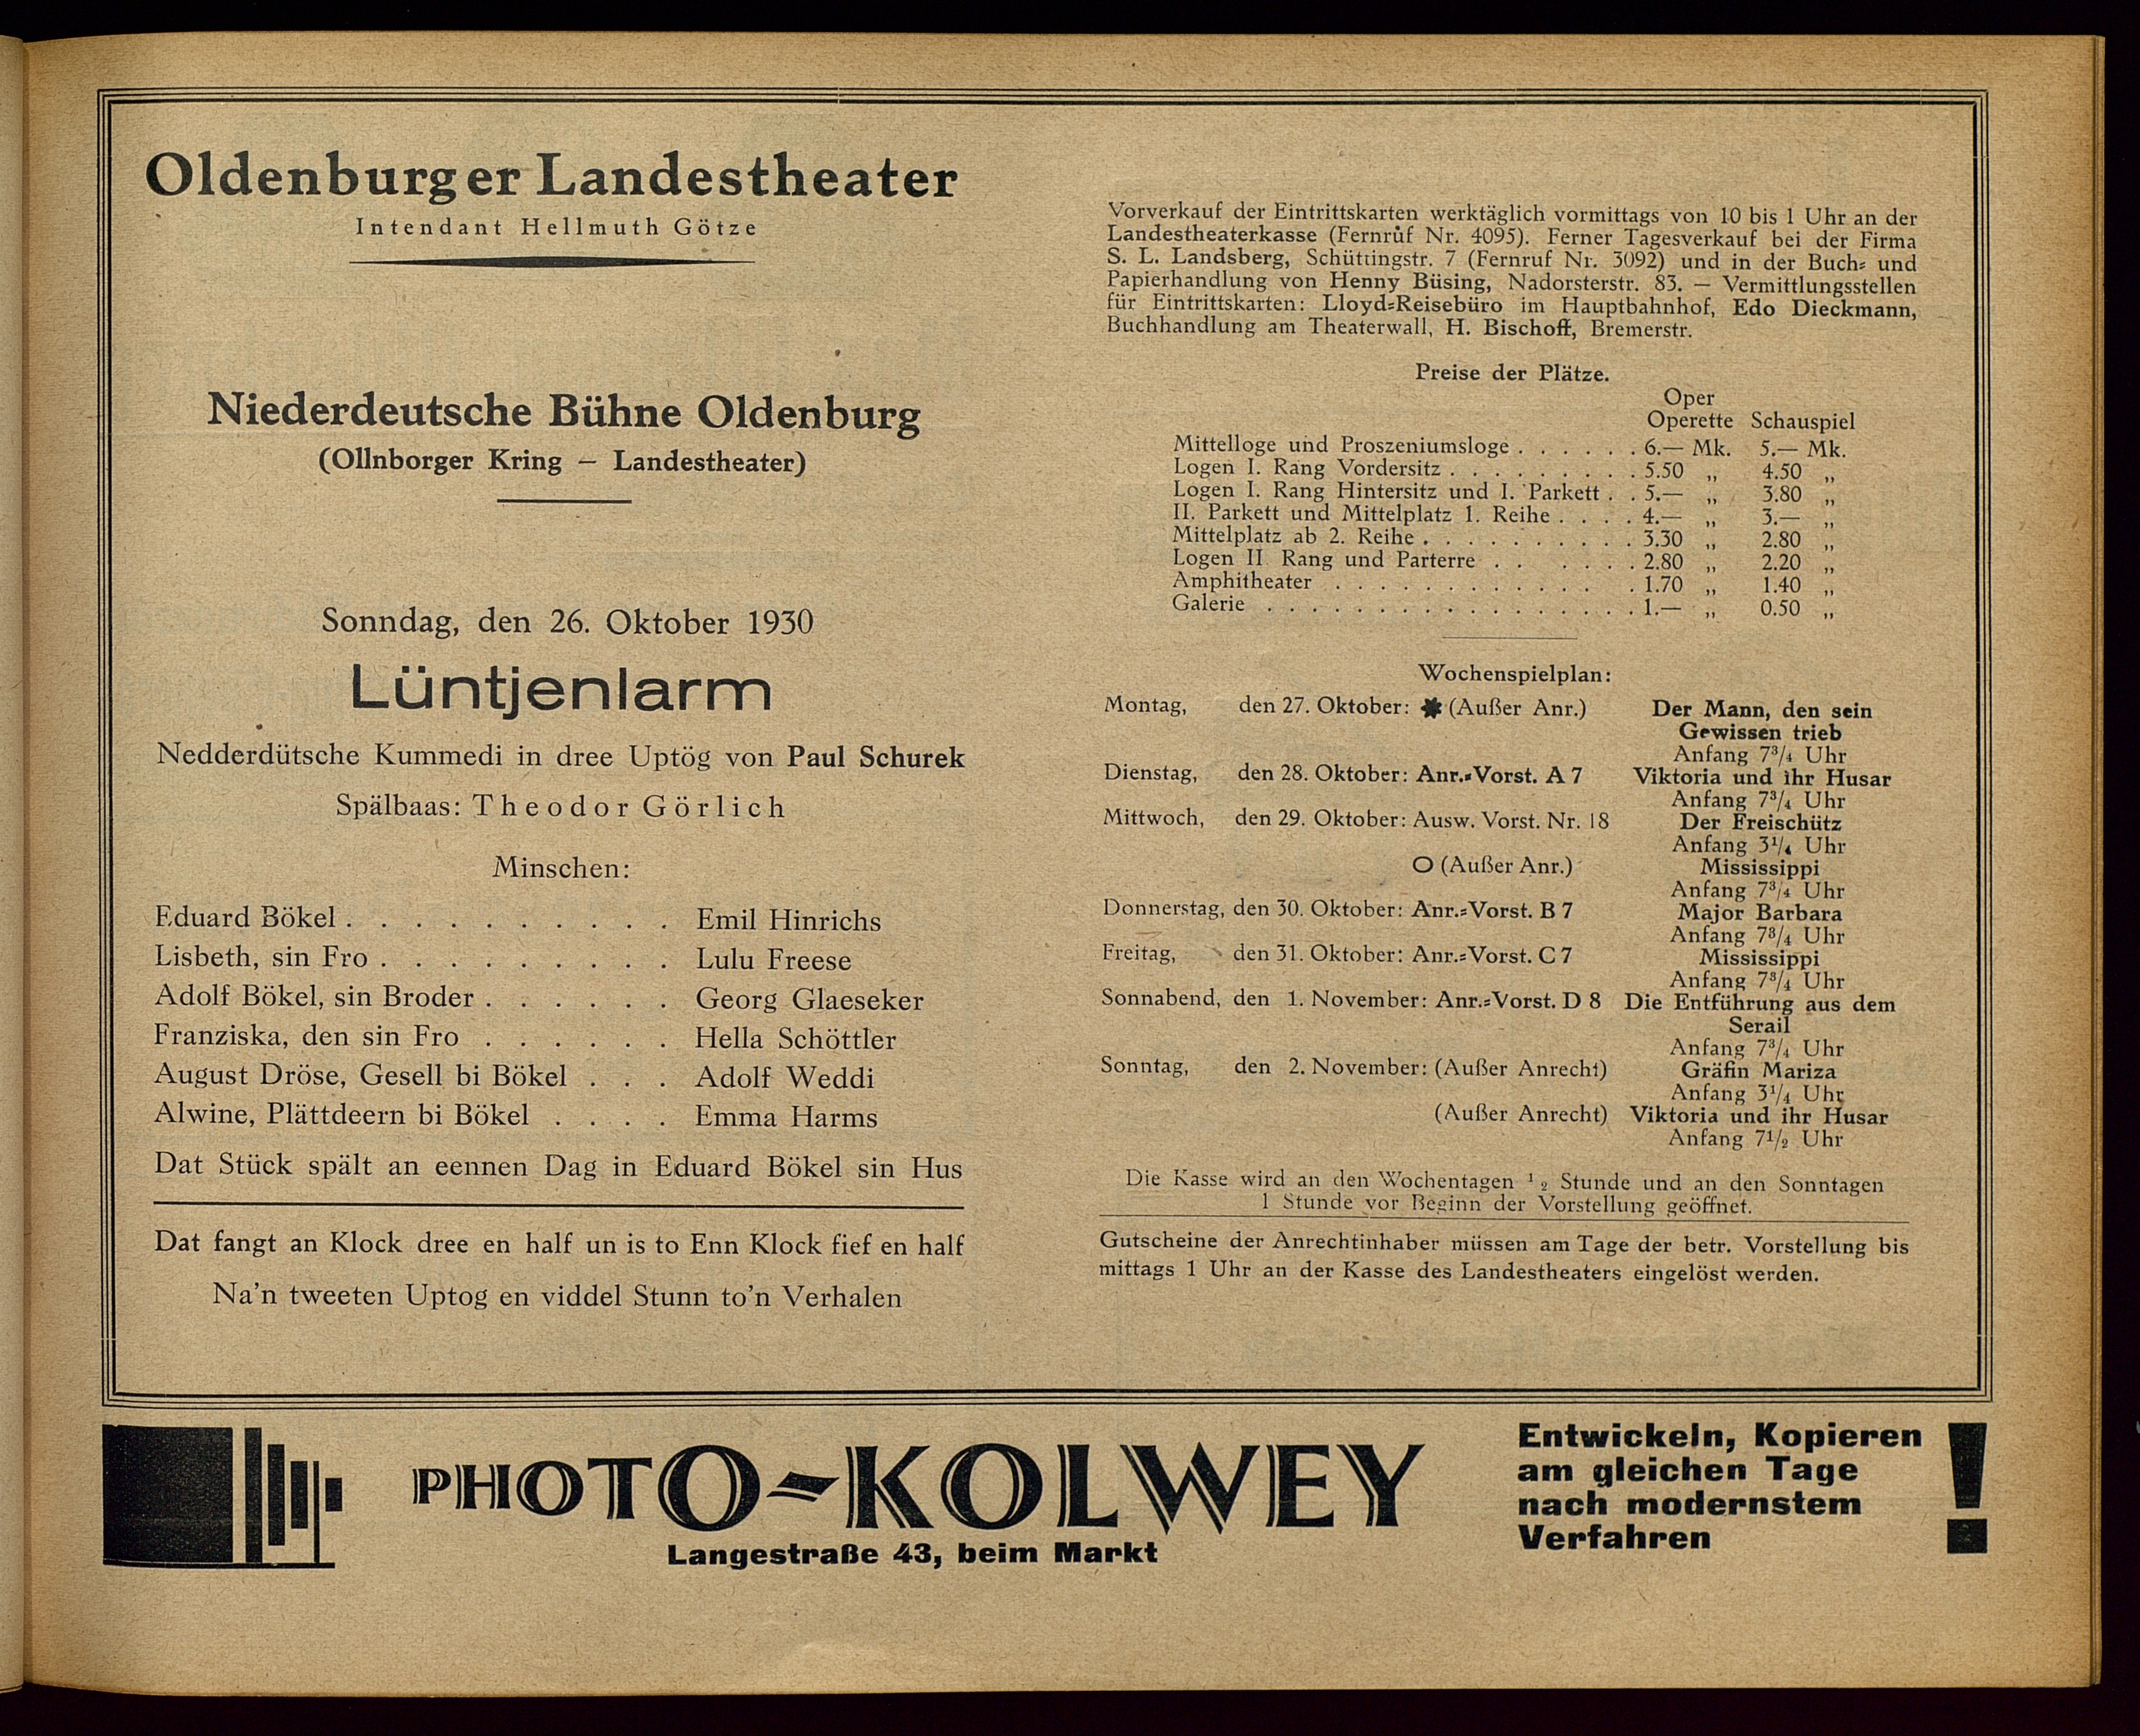 Oldenburger Landestheater
Intendant Hellmuth Götze
Niederdeutsche Bühne Oldenburg
(Ollnborger Kring – Landestheater)
Sonndag, den 26. Oktober 1930
Lüntjenlarm
Nedderdütsche Kummedi in dree Uptög von Paul Schurek
Spälbaas: Theodor Görlich
Minschen:
Eduard Bökel . . . . . . . . . . Emil Hinrichs
Lisbeth, sin Fro . . . . . . . . . Lulu Freese
Adolf Bökel, sin Broder . . . . . . Georg Glaeseker
Franziska, den sin Fro . . . . . . Hella Schöttler
August Dröse, Gesell bi Bökel . . . Adolf Weddi
Alwine, Plättdeern bi Bökel . . . . Emma Harms
Dat Stück spält an eennen Dag in Eduard Bökel sin Hus
Dat fangt an Klock dree en half un is to Enn Klock fief en half
Na'n tweeten Uptog en viddel Stunn to'n Verhalen
Vorverkauf der Eintrittskarten werktäglich vormittags von 10 bis 1 Uhr an der
Landestheaterkasse (Fernruf Nr. 4095). Ferner Tagesverkauf bei der Firma
S. L. Landsberg, Schüttingstr. 7 (Fernruf Nr. 3092) und in der Buch- und
Papierhandlung von Henny Büsing, Nadorsterstr. 83. — Vermittlungsstellen
für Eintrittskarten: Lloyd-Reisebüro im Hauptbahnhof, Edo Dieckmann,
Buchhandlung am Theaterwall, H. Bischoff, Bremerstr.
Preise der Plätze.
Oper
Operette Schauspiel
Mittelloge und Proszeniumsloge . . . . . . 6.— Mk. 5.— Mk.
Logen I. Rang Vordersitz . . . . . . . . . 5.50 „ 4.50 „
Logen I. Rang Hintersitz und I. Parkett . . 5.— „ 3.80 „
II. Parkett und Mittelplatz 1. Reihe . . . . 4.— „ 3.— „
Mittelplatz ab 2. Reihe . . . . . . . . . . 3.30 „ 2.80 „
Logen II Rang und Parterre . . . . . . 2.80 „ 2.20 „
Amphitheater . . . . . . . . . . . . . 1.70 „ 1.40 „
Galerie . . . . . . . . . . . . . . . . . 1.— „ 0.50 „
Wochenspielplan:
Montag, den 27. Oktober: ✱ (Außer Anr.) Der Mann, den sein
Gewissen trieb
Anfang 7³/₄ Uhr
Dienstag, den 28. Oktober: Anr.-Vorst. A 7 Viktoria und ihr Husar
Anfang 7³/₄ Uhr
Mittwoch, den 29. Oktober: Ausw. Vorst. Nr. 18 Der Freischütz
Anfang 3¹/₄ Uhr
O (Außer Anr.) Mississippi
Anfang 7³/₄ Uhr
Donnerstag, den 30. Oktober: Anr.-Vorst. B 7 Major Barbara
Anfang 7³/₄ Uhr
Freitag, den 31. Oktober: Anr.-Vorst. C 7 Mississippi
Anfang 7³/₄ Uhr
Sonnabend, den 1. November: Anr.-Vorst. D 8 Die Entführung aus dem
Serail
Anfang 7³/₄ Uhr
Sonntag, den 2. November: (Außer Anrecht) Gräfin Mariza
Anfang 3¹/₄ Uhr
(Außer Anrecht) Viktoria und ihr Husar
Anfang 7¹/₂ Uhr
Die Kasse wird an den Wochentagen ¹ ₂ Stunde und an den Sonntagen
1 Stunde vor Beginn der Vorstellung geöffnet.
Gutscheine der Anrechtinhaber müssen am Tage der betr. Vorstellung bis
mittags 1 Uhr an der Kasse des Landestheaters eingelöst werden.
PHOTO-KOLWEY
Langestraße 43, beim Markt
Entwickeln, Kopieren
am gleichen Tage
nach modernstem
Verfahren
!